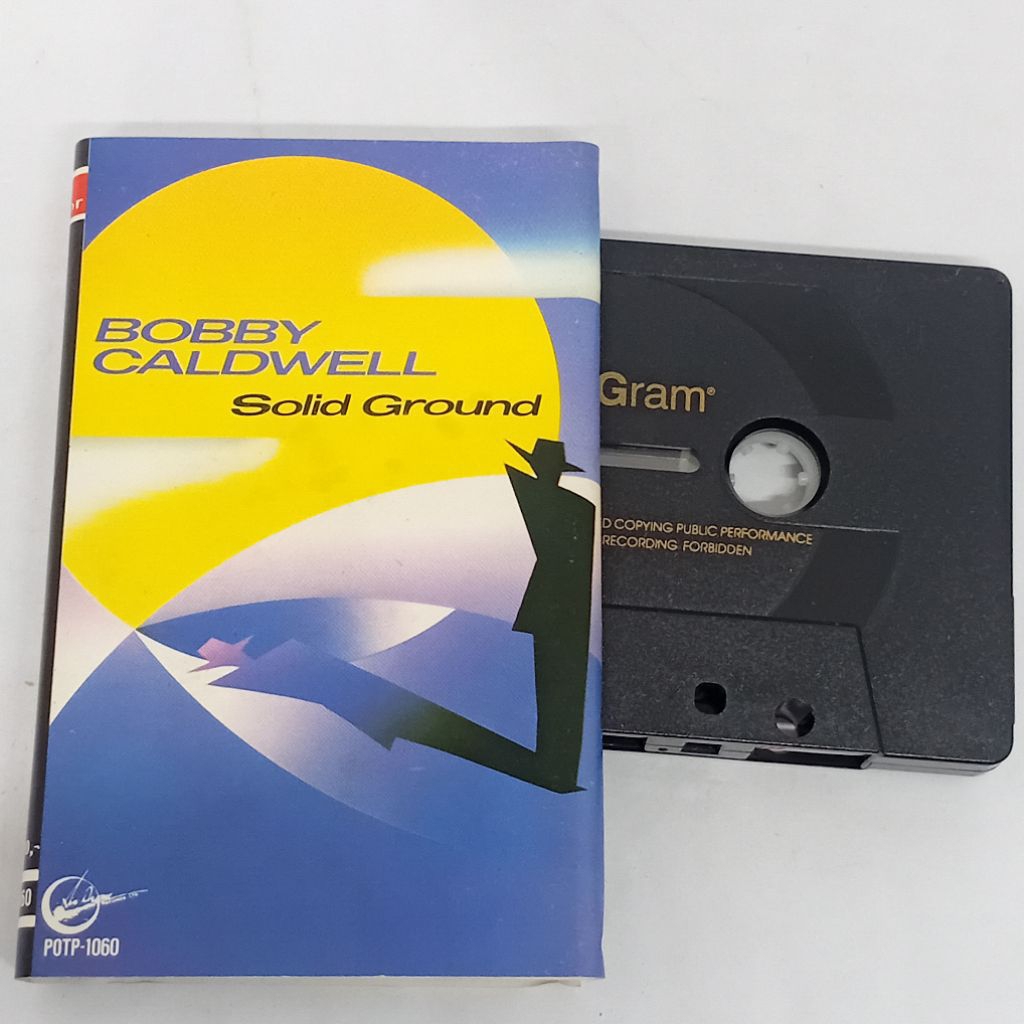 BOBBY
CALDWELL
Solid Ground
POTP-1060
Gram®
D COPYING PUBLIC PERFORMANCE
RECORDING FORBIDDEN